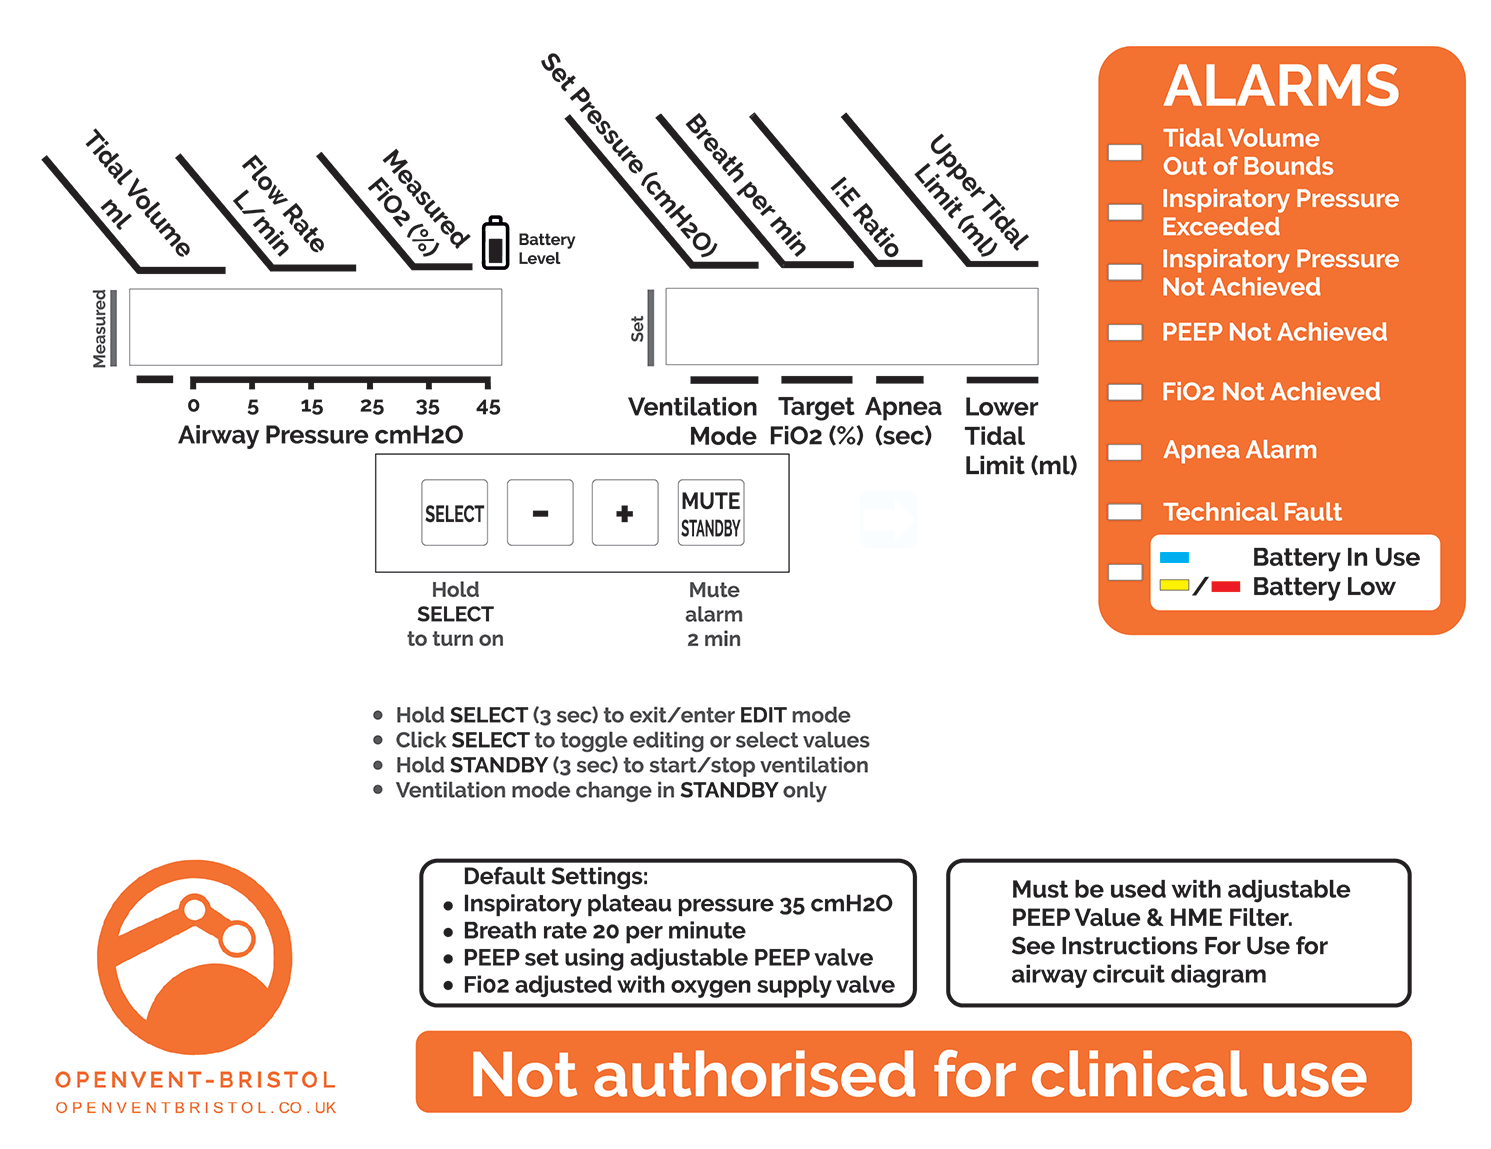 Tidal Volume
ml
Flow Rate
L/min
Measured
FiO2 (%)
Battery
Level
Measured
0 5 15 25 35 45
Airway Pressure cmH2O
Set Pressure (cmH2O)
Breath per min
I:E Ratio
Upper Tidal
Limit (ml)
Set
Ventilation
Mode
Target
FiO2 (%)
Apnea
(sec)
Lower
Tidal
Limit (ml)
SELECT
-
+
MUTE
STANDBY
Hold
SELECT
to turn on
Mute
alarm
2 min
ALARMS
Tidal Volume
Out of Bounds
Inspiratory Pressure
Exceeded
Inspiratory Pressure
Not Achieved
PEEP Not Achieved
FiO2 Not Achieved
Apnea Alarm
Technical Fault
Battery In Use
/ Battery Low
• Hold SELECT (3 sec) to exit/enter EDIT mode
• Click SELECT to toggle editing or select values
• Hold STANDBY (3 sec) to start/stop ventilation
• Ventilation mode change in STANDBY only
Default Settings:
• Inspiratory plateau pressure 35 cmH2O
• Breath rate 20 per minute
• PEEP set using adjustable PEEP valve
• Fi02 adjusted with oxygen supply valve
Must be used with adjustable
PEEP Value & HME Filter.
See Instructions For Use for
airway circuit diagram
OPENVENT-BRISTOL
OPENVENTBRISTOL.CO.UK
Not authorised for clinical use